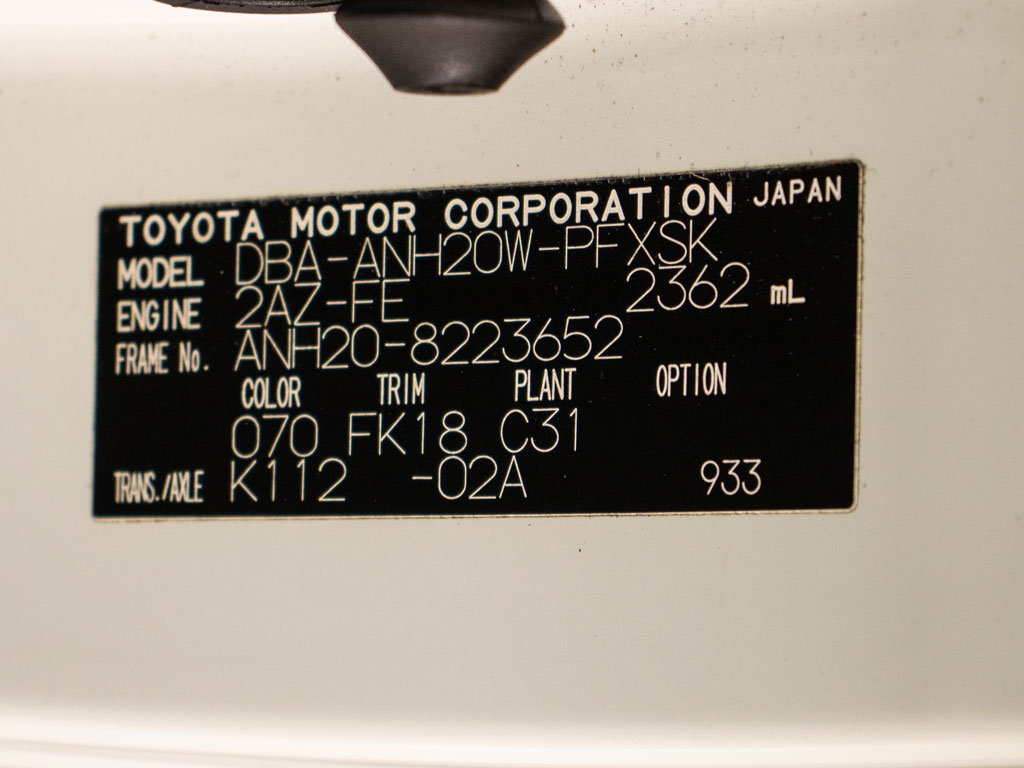 TOYOTA MOTOR CORPORATION JAPAN
MODEL DBA-ANH20W-PFXSK
ENGINE 2AZ-FE 2362 mL
FRAME No. ANH20-8223652
COLOR TRIM PLANT OPTION
070 FK18 C31
TRANS./AXLE K112 -02A 933